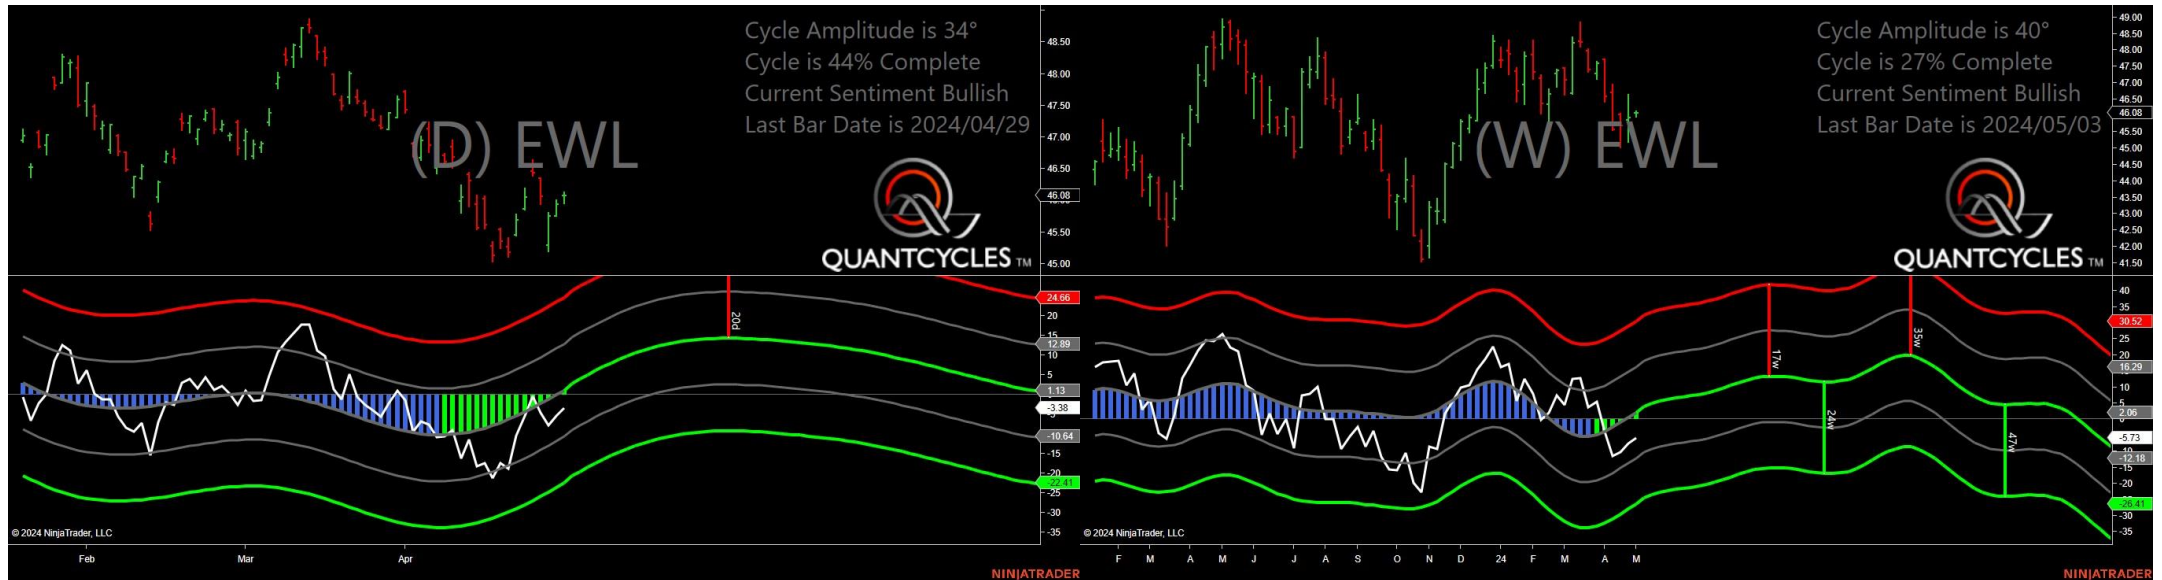 Cycle Amplitude is 34°
Cycle is 44% Complete
Current Sentiment Bullish
Last Bar Date is 2024/04/29
(D) EWL
QUANTCYCLES TM
48.50
48.00
47.50
47.00
46.50
46.08
45.50
45.00
20d
24.66
20
15
12.89
10
5
1.13
-3.38
-10.64
-15
-20
-22.41
-25
-30
-35
© 2024 NinjaTrader, LLC
Feb
Mar
Apr
NINJATRADER
Cycle Amplitude is 40°
Cycle is 27% Complete
Current Sentiment Bullish
Last Bar Date is 2024/05/03
(W) EWL
QUANTCYCLES TM
49.00
48.50
48.00
47.50
47.00
46.50
46.08
45.50
45.00
44.50
44.00
43.50
43.00
42.50
42.00
41.50
17w
24w
35w
47w
40
35
30.52
25
20
16.29
10
5
2.06
-5.73
-12.18
-15
-20
-26.41
-30
-35
© 2024 NinjaTrader, LLC
F M A M J J A S O N D 24 F M A M
NINJATRADER